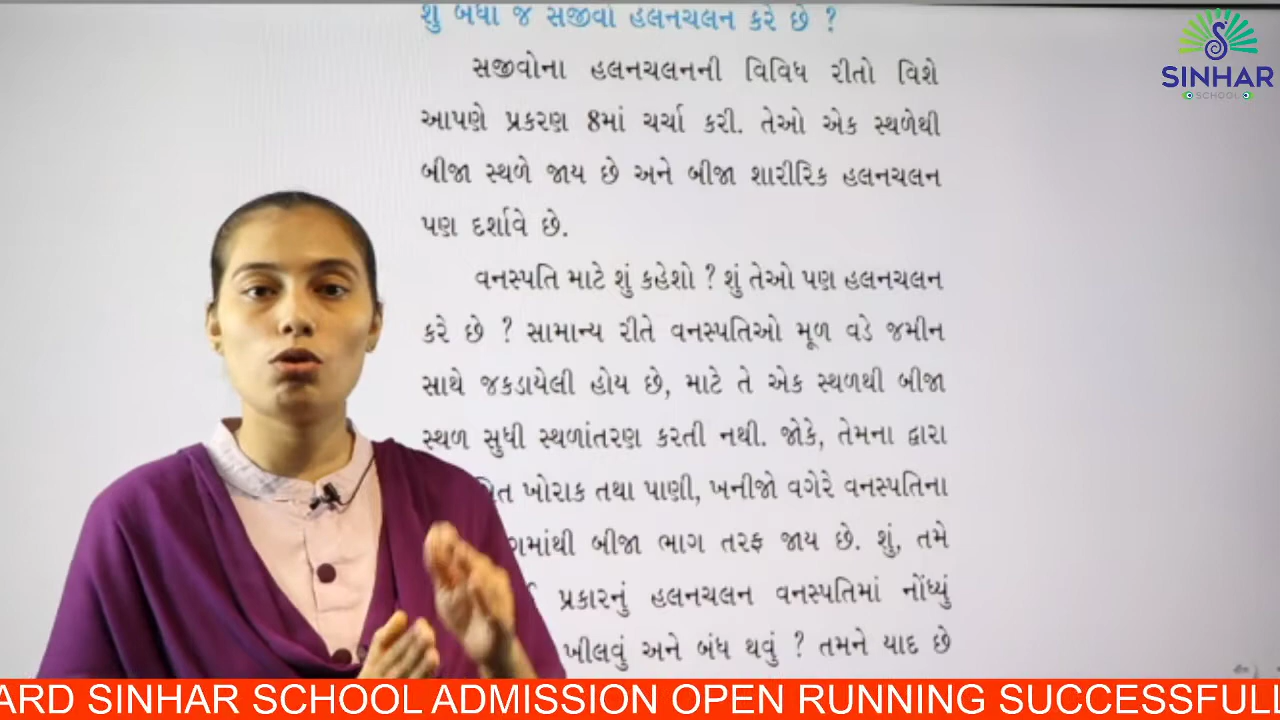 શું બધા જ સજીવો હલનચલન કરે છે ?
સજીવોના હલનચલનની વિવિધ રીતો વિશે
આપણે પ્રકરણ 8માં ચર્ચા કરી. તેઓ એક સ્થળેથી
બીજા સ્થળે જાય છે અને બીજા શારીરિક હલનચલન
પણ દર્શાવે છે.
વનસ્પતિ માટે શું કહેશો ? શું તેઓ પણ હલનચલન
કરે છે ? સામાન્ય રીતે વનસ્પતિઓ મૂળ વડે જમીન
સાથે જકડાયેલી હોય છે, માટે તે એક સ્થળથી બીજા
સ્થળ સુધી સ્થળાંતરણ કરતી નથી. જોકે, તેમના દ્વારા
ખોરાક તથા પાણી, ખનીજો વગેરે વનસ્પતિના
બીજા ભાગ તરફ જાય છે. શું, તમે
પ્રકારનું હલનચલન વનસ્પતિમાં નોંધ્યું
ખીલવું અને બંધ થવું ? તમને યાદ છે
SINHAR
SCHOOL
ARD SINHAR SCHOOL ADMISSION OPEN RUNNING SUCCESSFULL